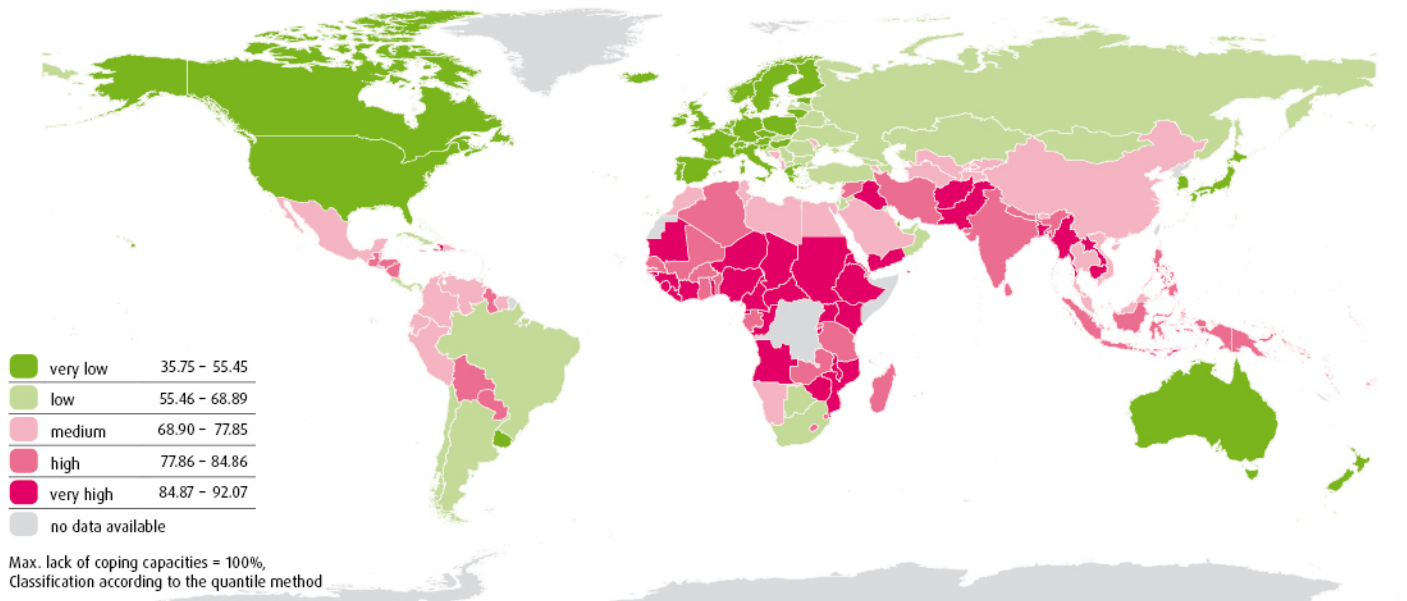 very low 35.75 – 55.45
low 55.46 – 68.89
medium 68.90 – 77.85
high 77.86 – 84.86
very high 84.87 – 92.07
no data available
Max. lack of coping capacities = 100%,
Classification according to the quantile method